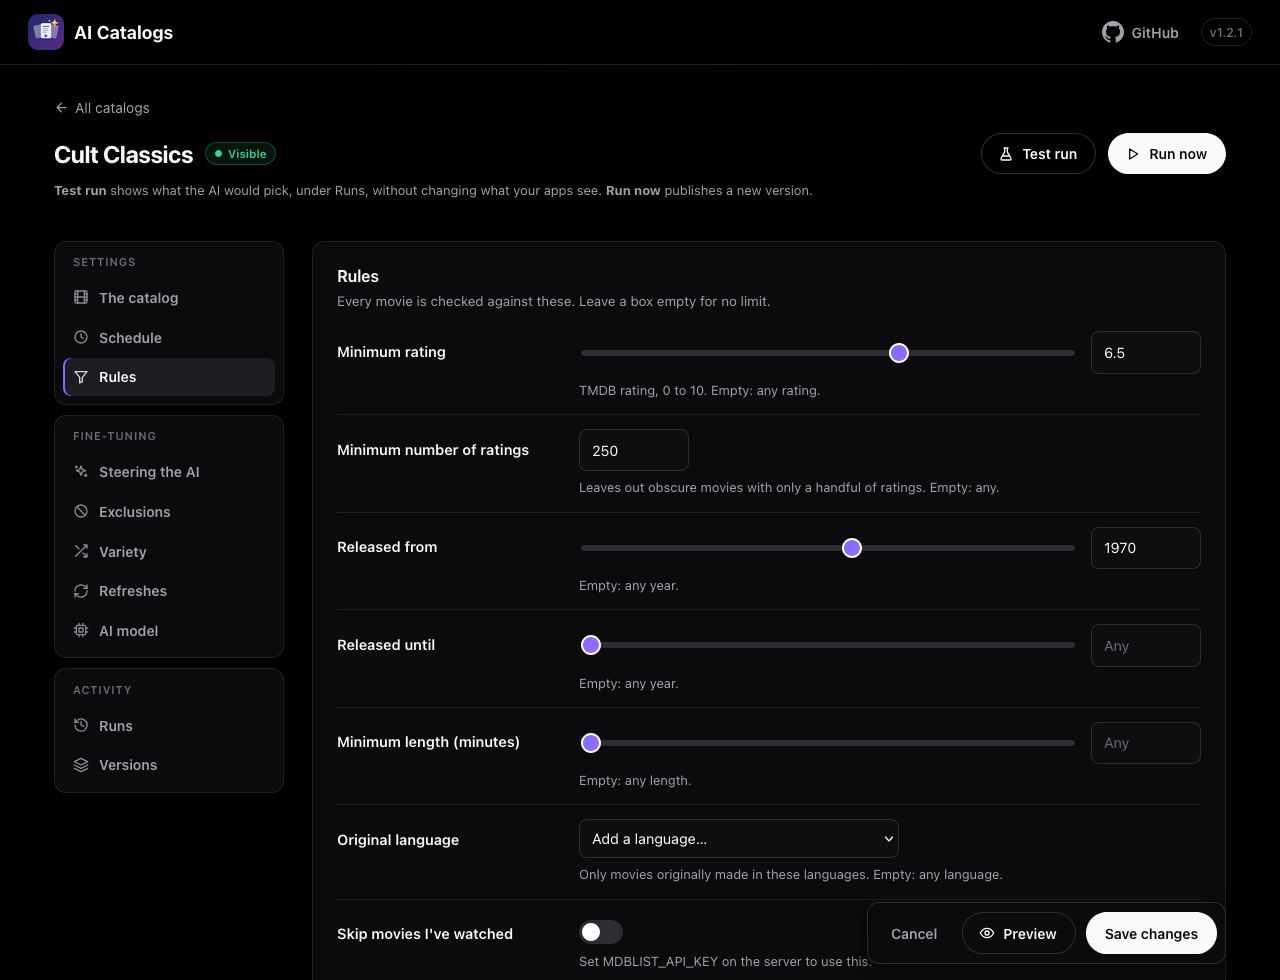 AI Catalogs
GitHub
v1.2.1
All catalogs
Cult Classics
Visible
Test run
Run now
Test run shows what the AI would pick, under Runs, without changing what your apps see. Run now publishes a new version.
SETTINGS
The catalog
Schedule
Rules
FINE-TUNING
Steering the AI
Exclusions
Variety
Refreshes
AI model
ACTIVITY
Runs
Versions
Rules
Every movie is checked against these. Leave a box empty for no limit.
Minimum rating
6.5
TMDB rating, 0 to 10. Empty: any rating.
Minimum number of ratings
250
Leaves out obscure movies with only a handful of ratings. Empty: any.
Released from
1970
Empty: any year.
Released until
Any
Empty: any year.
Minimum length (minutes)
Any
Empty: any length.
Original language
Add a language...
Only movies originally made in these languages. Empty: any language.
Skip movies I've watched
Set MDBLIST_API_KEY on the server to use this.
Cancel
Preview
Save changes